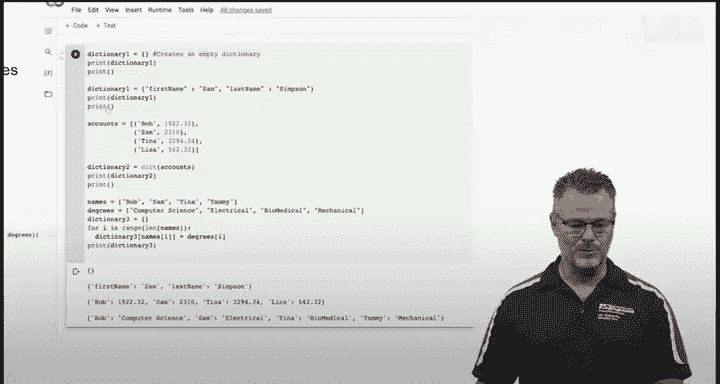 File Edit View Insert Runtime Tools Help All changes saved
+ Code + Text
es
dictionary1 = {} #Creates an empty dictionary
print(dictionary1)
print()
dictionary1 = {"firstName" : "Sam", "lastName" : "Simpson"}
print(dictionary1)
print()
accounts = [('Bob', 1922.32),
('Sam', 2310),
('Tina', 3294.34),
('Lisa', 542.32)]
dictionary2 = dict(accounts)
print(dictionary2)
print()
names = ["Bob", "Sam", "Tina", "Tammy"]
degrees = ["Computer Science", "Electrical", "BioMedical", "Mechanical"]
dictionary3 = {}
for i in range(len(names)):
dictionary3[names[i]] = degrees[i]
print(dictionary3)
degrees))
{}
{'firstName': 'Sam', 'lastName': 'Simpson'}
{'Bob': 1922.32, 'Sam': 2310, 'Tina': 3294.34, 'Lisa': 542.32}
{'Bob': 'Computer Science', 'Sam': 'Electrical', 'Tina': 'BioMedical', 'Tammy': 'Mechanical'}